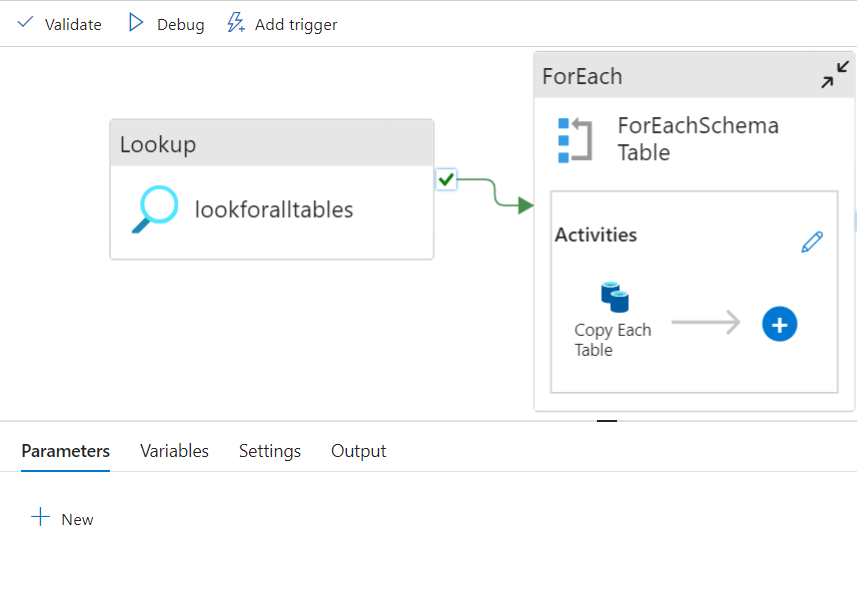 Validate
Debug
Add trigger
Lookup
lookforalltables
ForEach
ForEachSchema
Table
Activities
Copy Each
Table
Parameters
Variables
Settings
Output
New